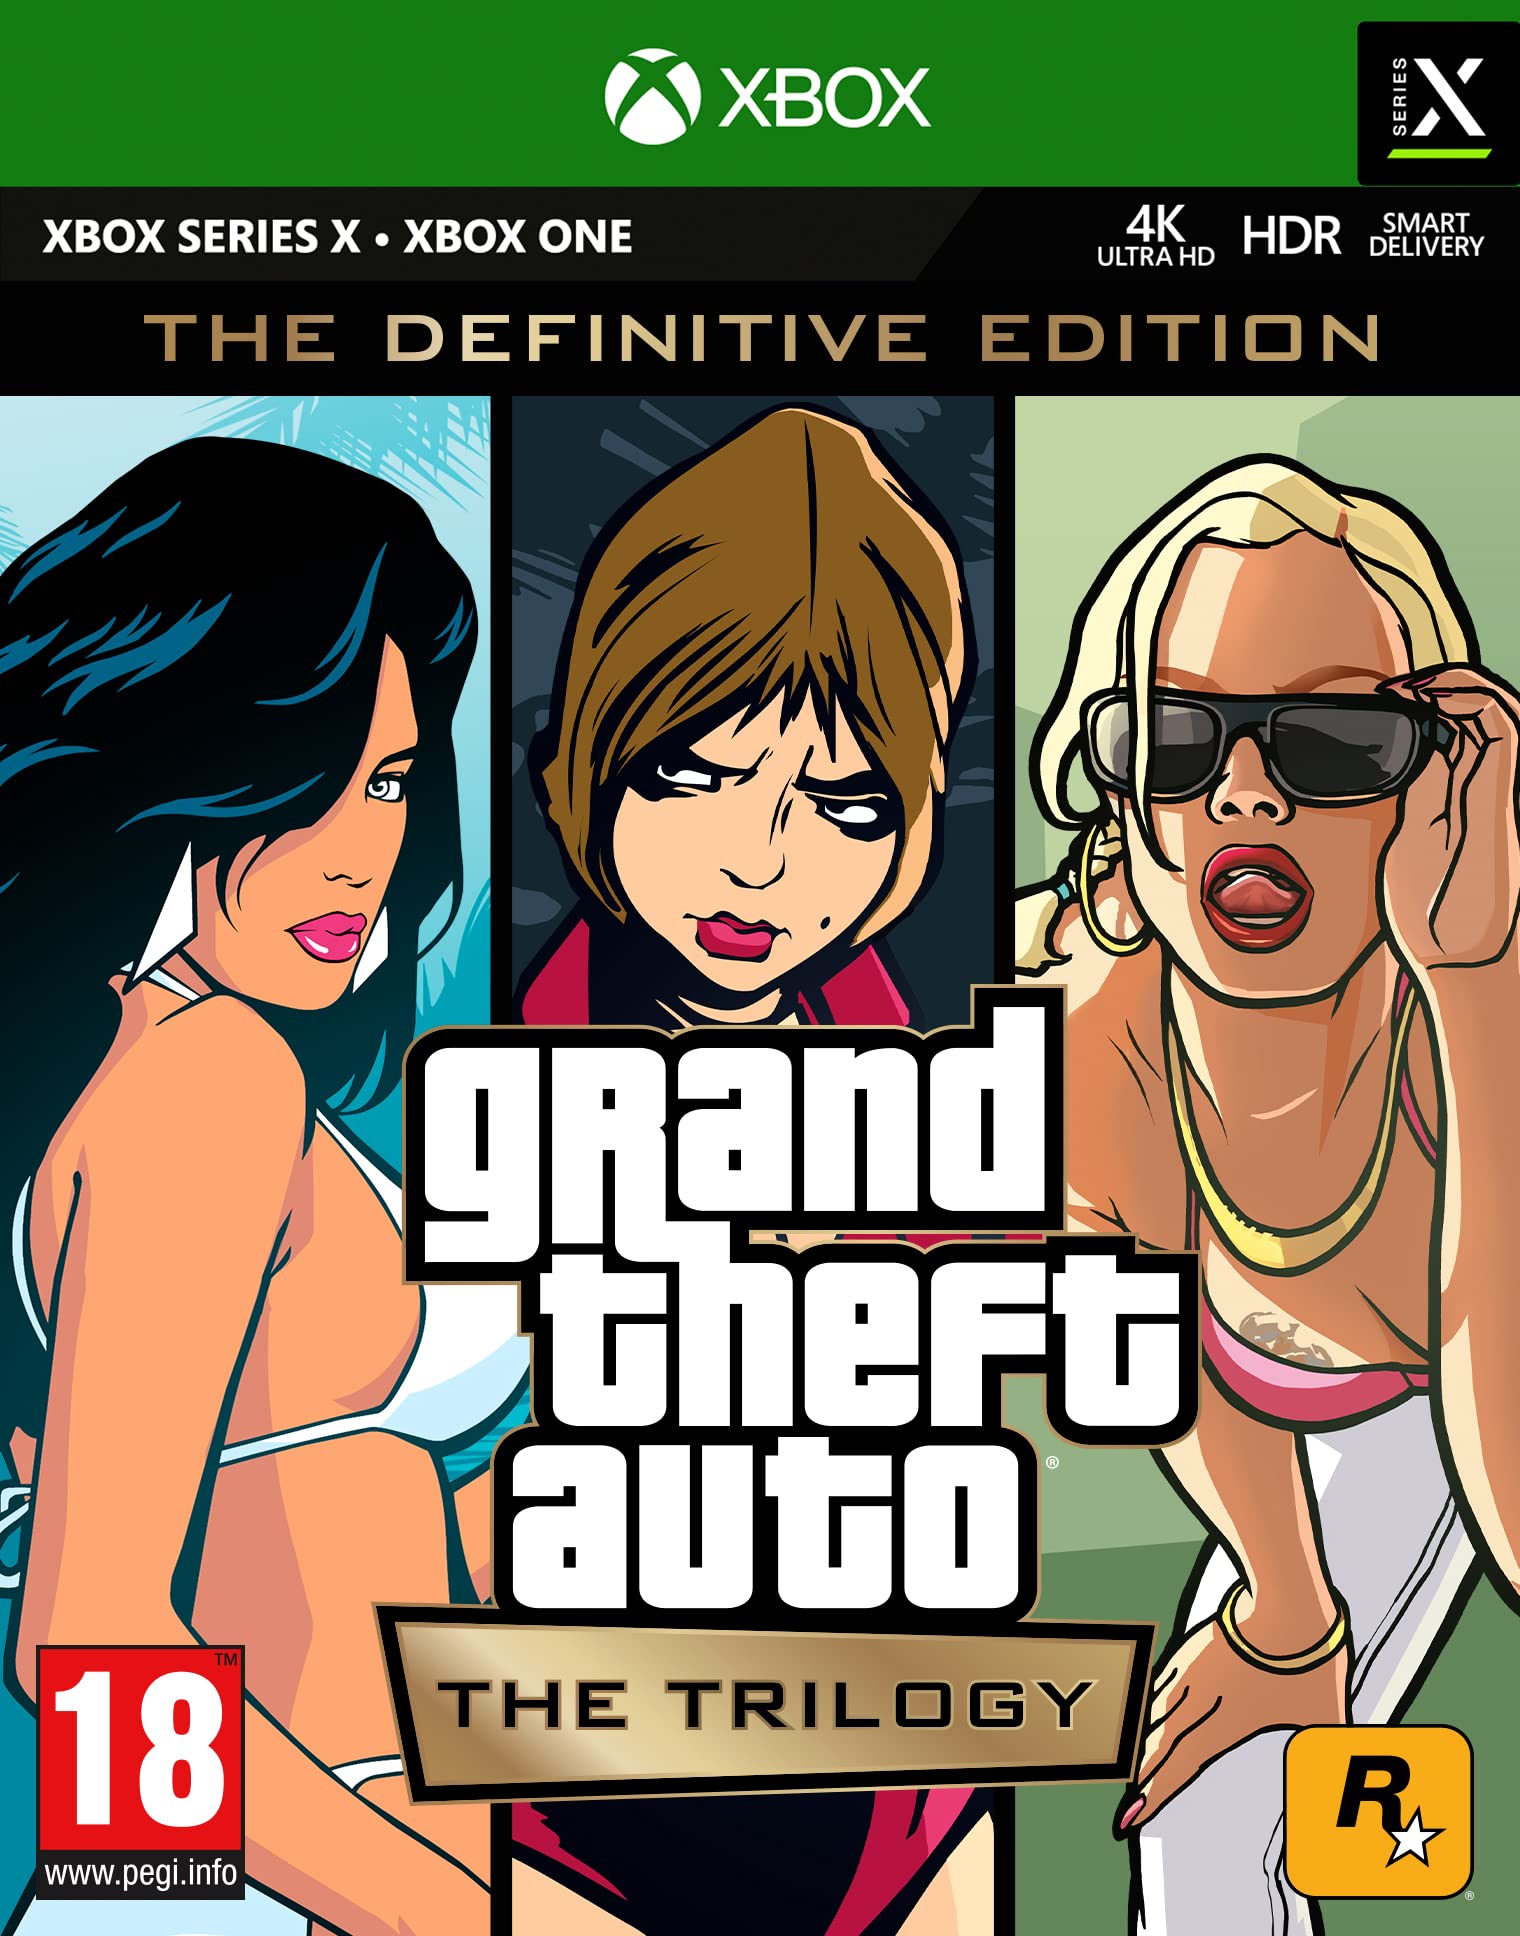 XBOX
SERIES X
XBOX SERIES X • XBOX ONE
4K
ULTRA HD
HDR
SMART
DELIVERY
THE DEFINITIVE EDITION
grand
theft
auto®
THE TRILOGY
18™
www.pegi.info
R
®